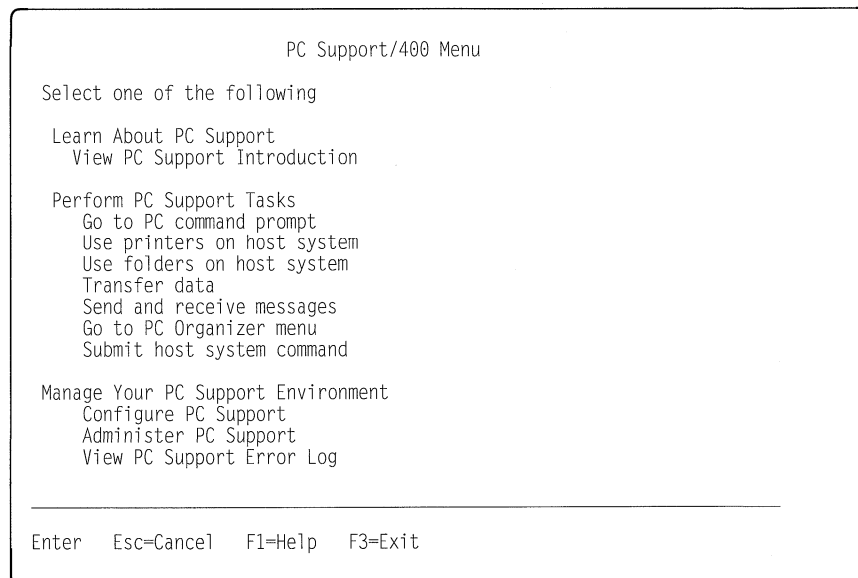 PC Support/400 Menu
Select one of the following
Learn About PC Support
View PC Support Introduction
Perform PC Support Tasks
Go to PC command prompt
Use printers on host system
Use folders on host system
Transfer data
Send and receive messages
Go to PC Organizer menu
Submit host system command
Manage Your PC Support Environment
Configure PC Support
Administer PC Support
View PC Support Error Log
Enter   Esc=Cancel   F1=Help   F3=Exit